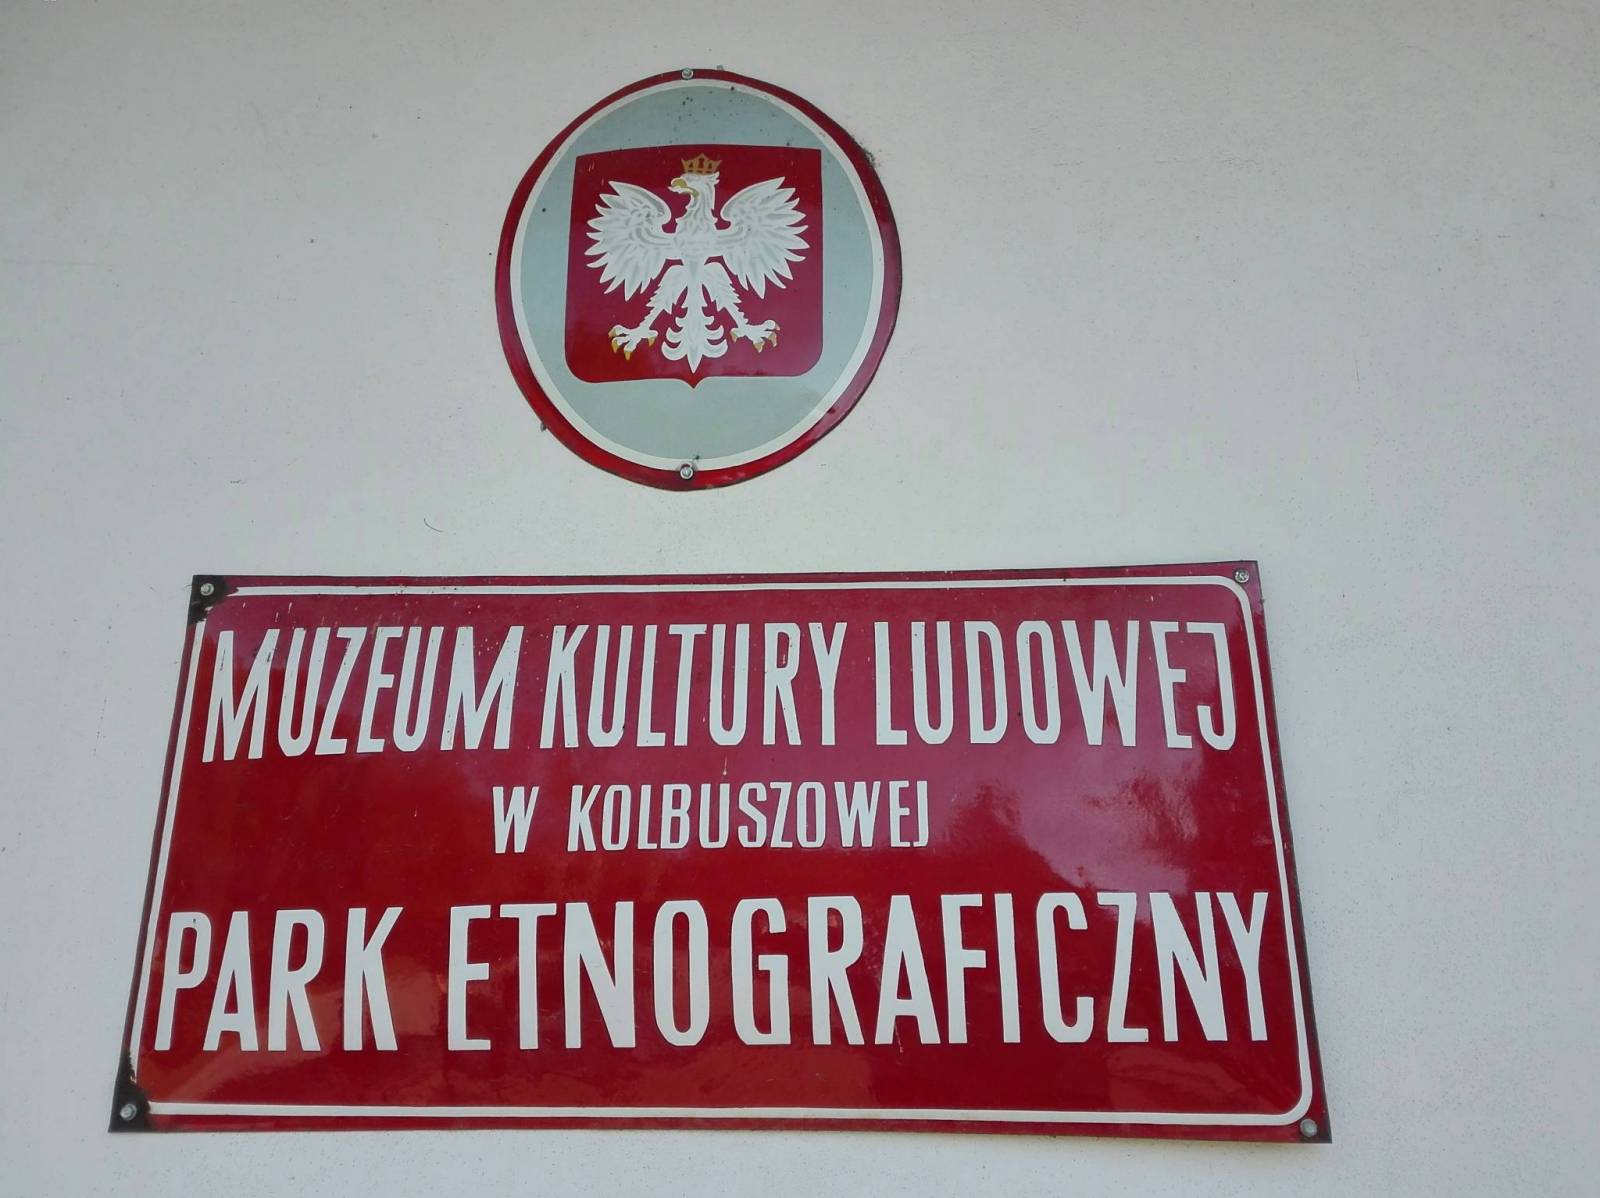 MUZEUM KULTURY LUDOWEJ
W KOLBUSZOWEJ
PARK ETNOGRAFICZNY